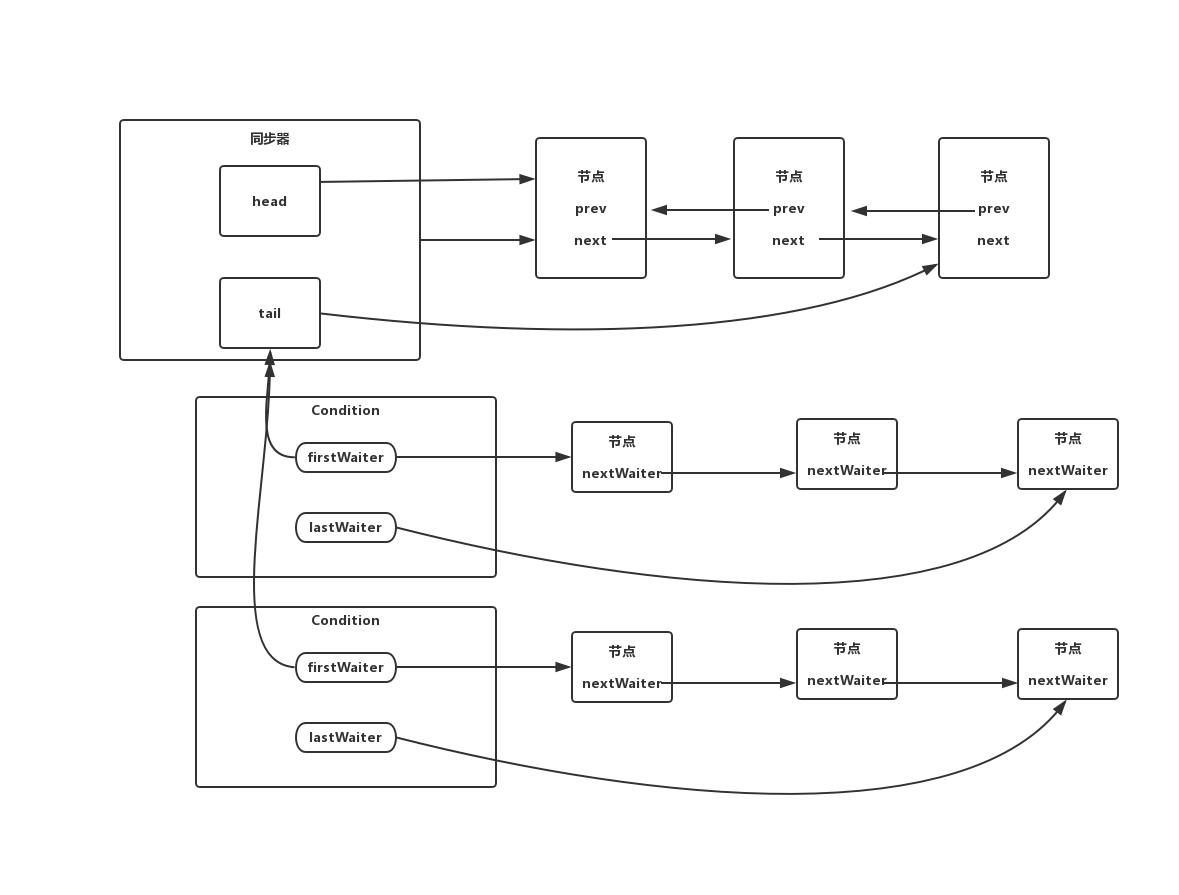 同步器
head
tail
节点
prev
next
节点
prev
next
节点
prev
next
Condition
firstWaiter
lastWaiter
节点
nextWaiter
节点
nextWaiter
节点
nextWaiter
Condition
firstWaiter
lastWaiter
节点
nextWaiter
节点
nextWaiter
节点
nextWaiter